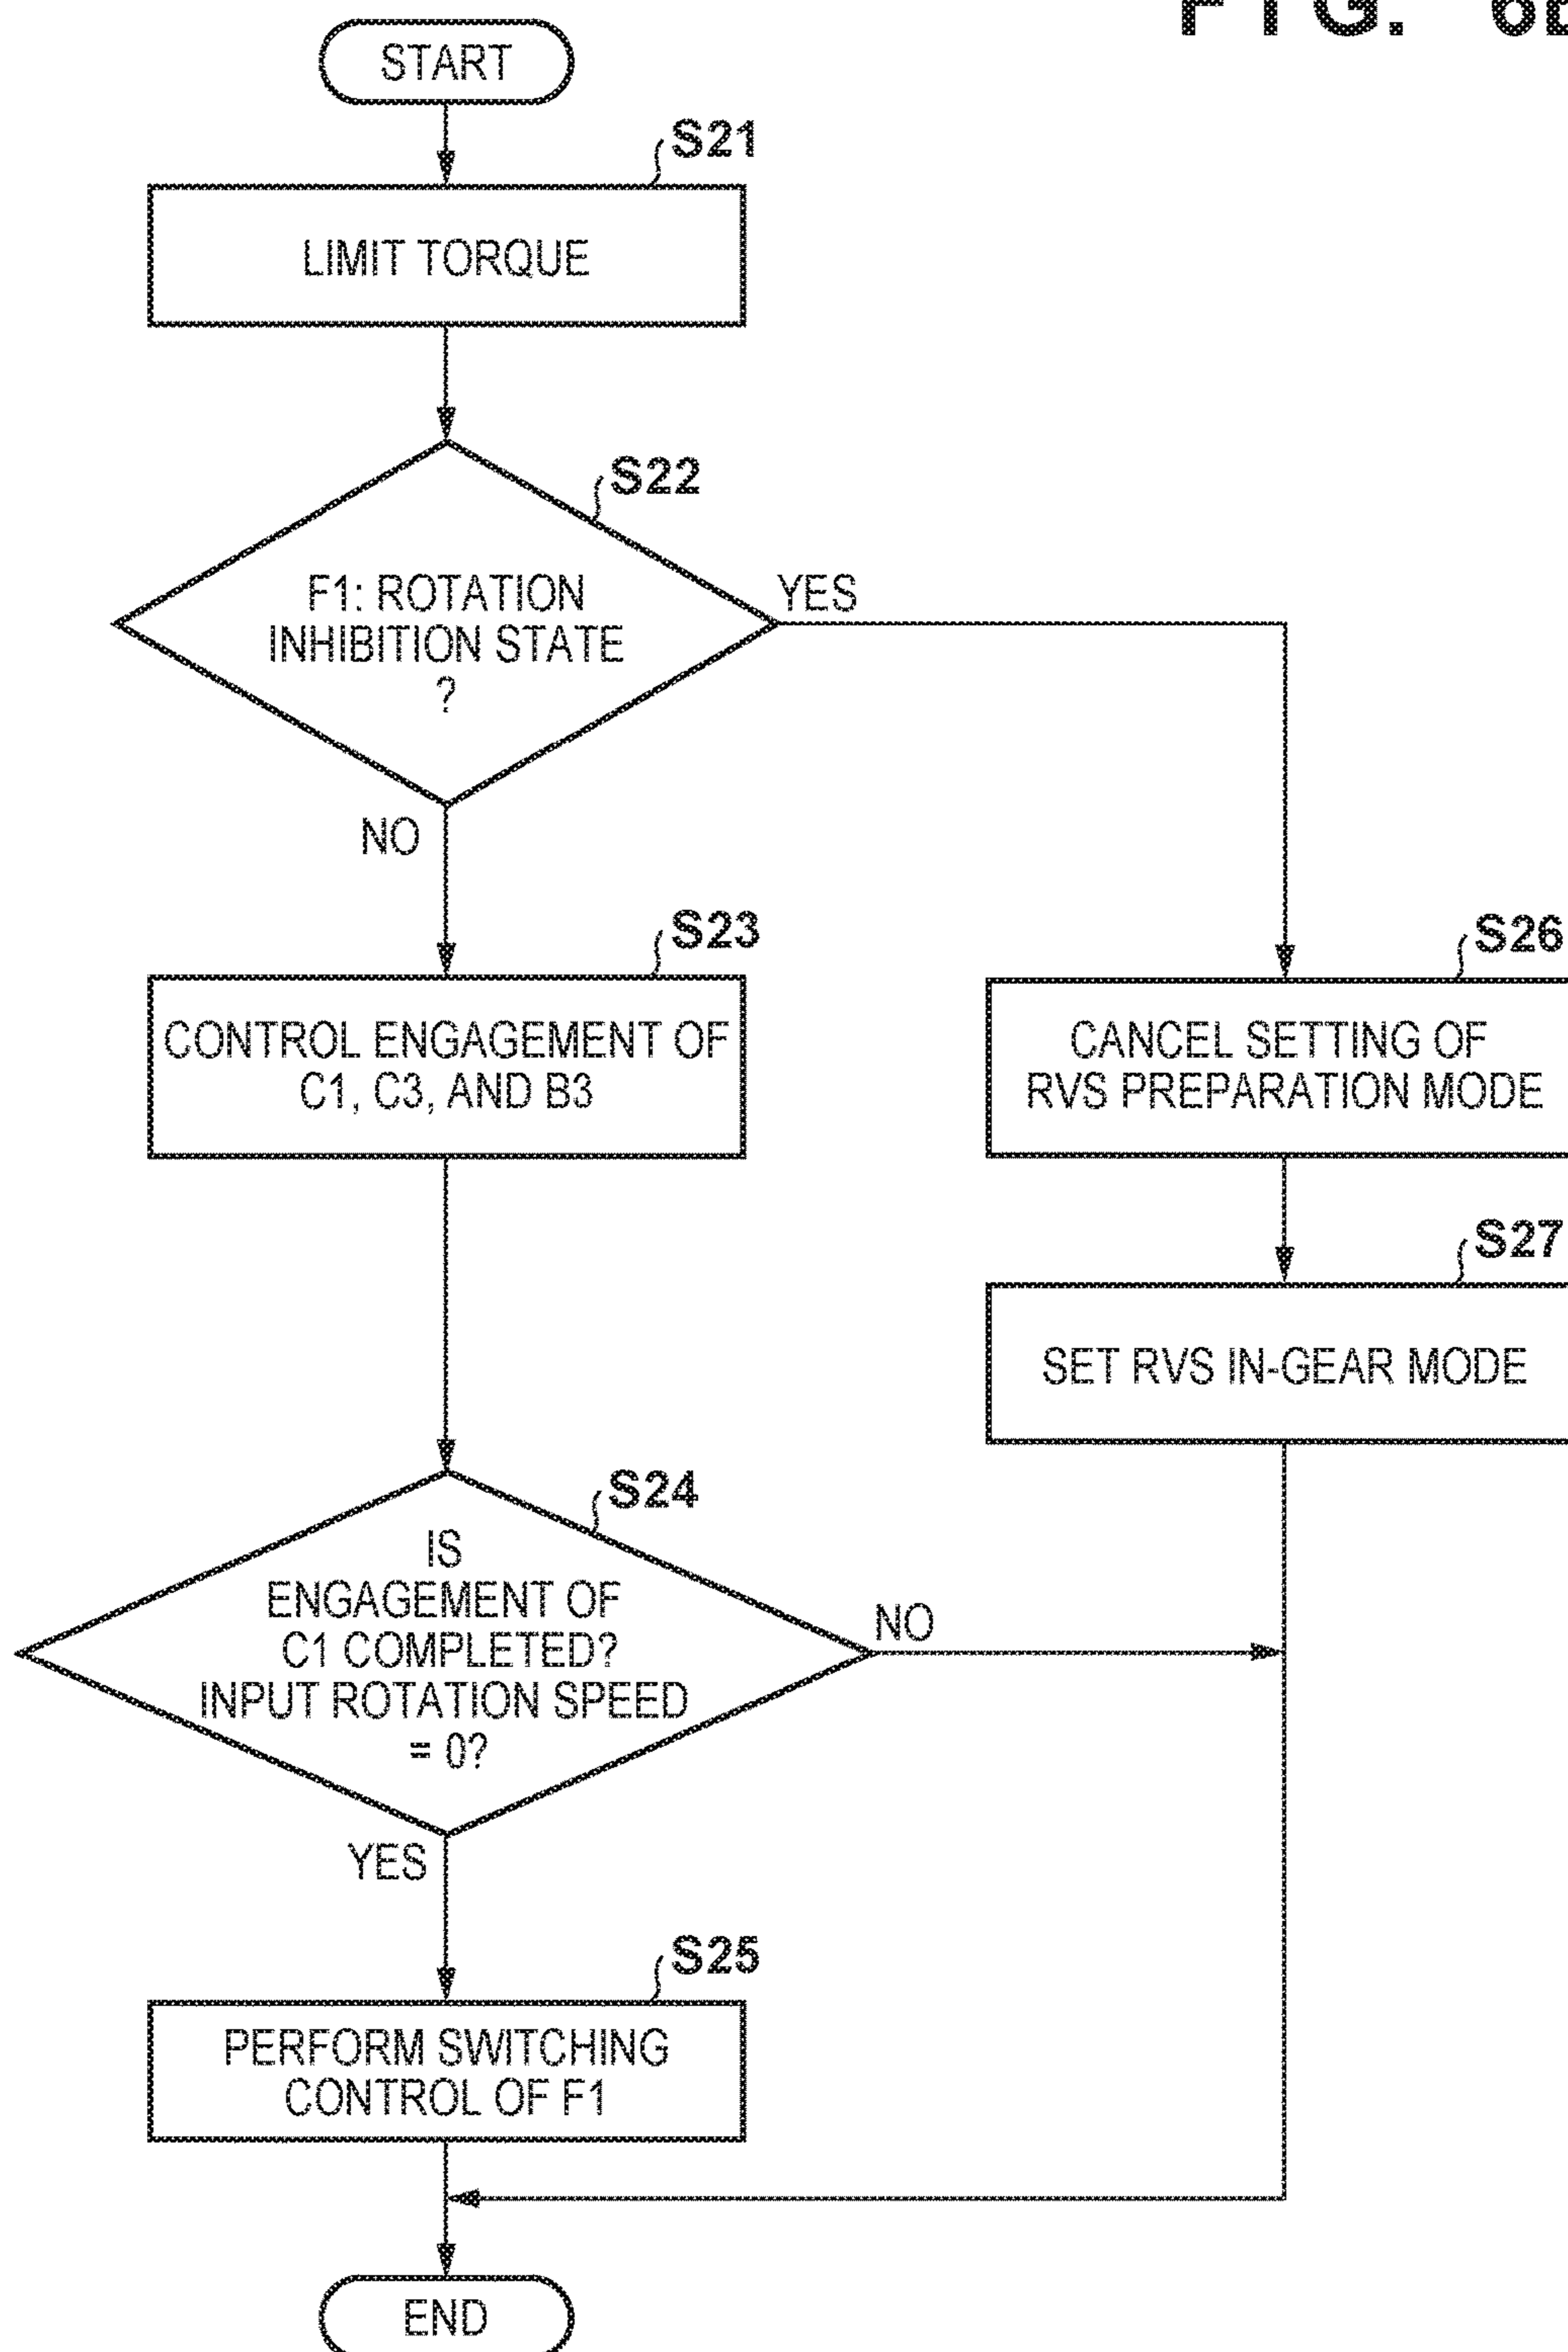 FIG. 6B
START
S21
LIMIT TORQUE
S22
F1: ROTATION
INHIBITION STATE
?
YES
NO
S23
CONTROL ENGAGEMENT OF
C1, C3, AND B3
S26
CANCEL SETTING OF
RVS PREPARATION MODE
S27
SET RVS IN-GEAR MODE
S24
IS
ENGAGEMENT OF
C1 COMPLETED?
INPUT ROTATION SPEED
= 0?
NO
YES
S25
PERFORM SWITCHING
CONTROL OF F1
END